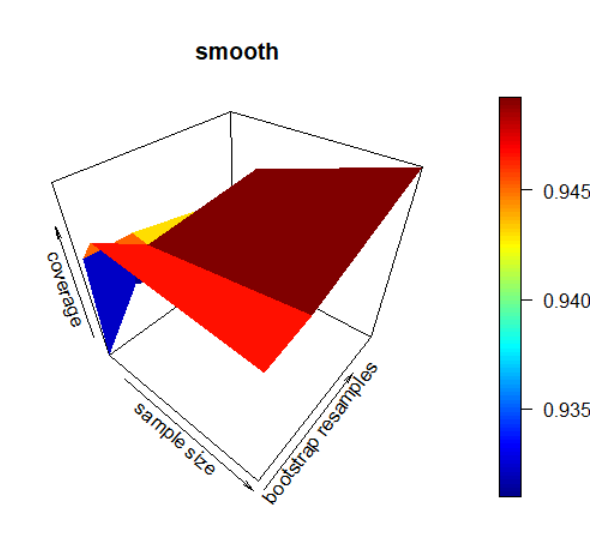 smooth
coverage
sample size
bootstrap resamples
0.945
0.940
0.935